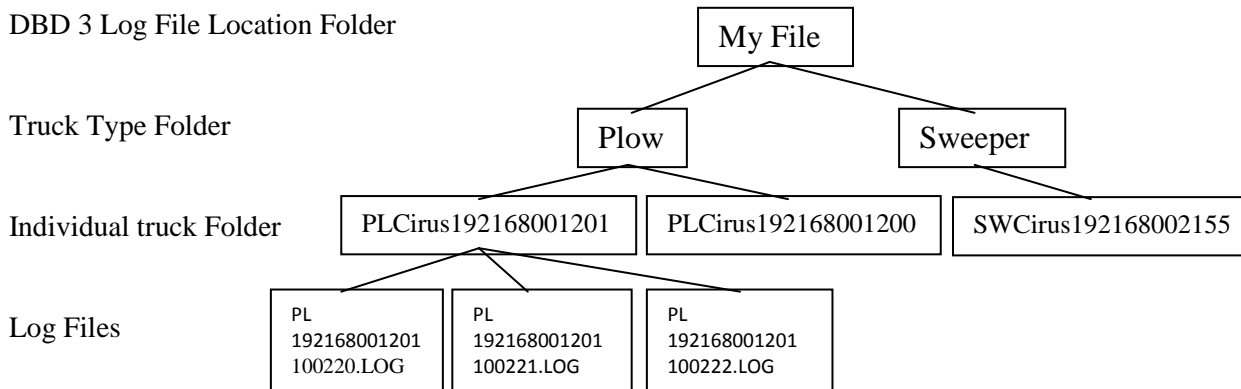 DBD 3 Log File Location Folder
My File
Truck Type Folder
Plow
Sweeper
Individual truck Folder
PLCirus192168001201
PLCirus192168001200
SWCirus192168002155
Log Files
PL
192168001201
100220.LOG
PL
192168001201
100221.LOG
PL
192168001201
100222.LOG